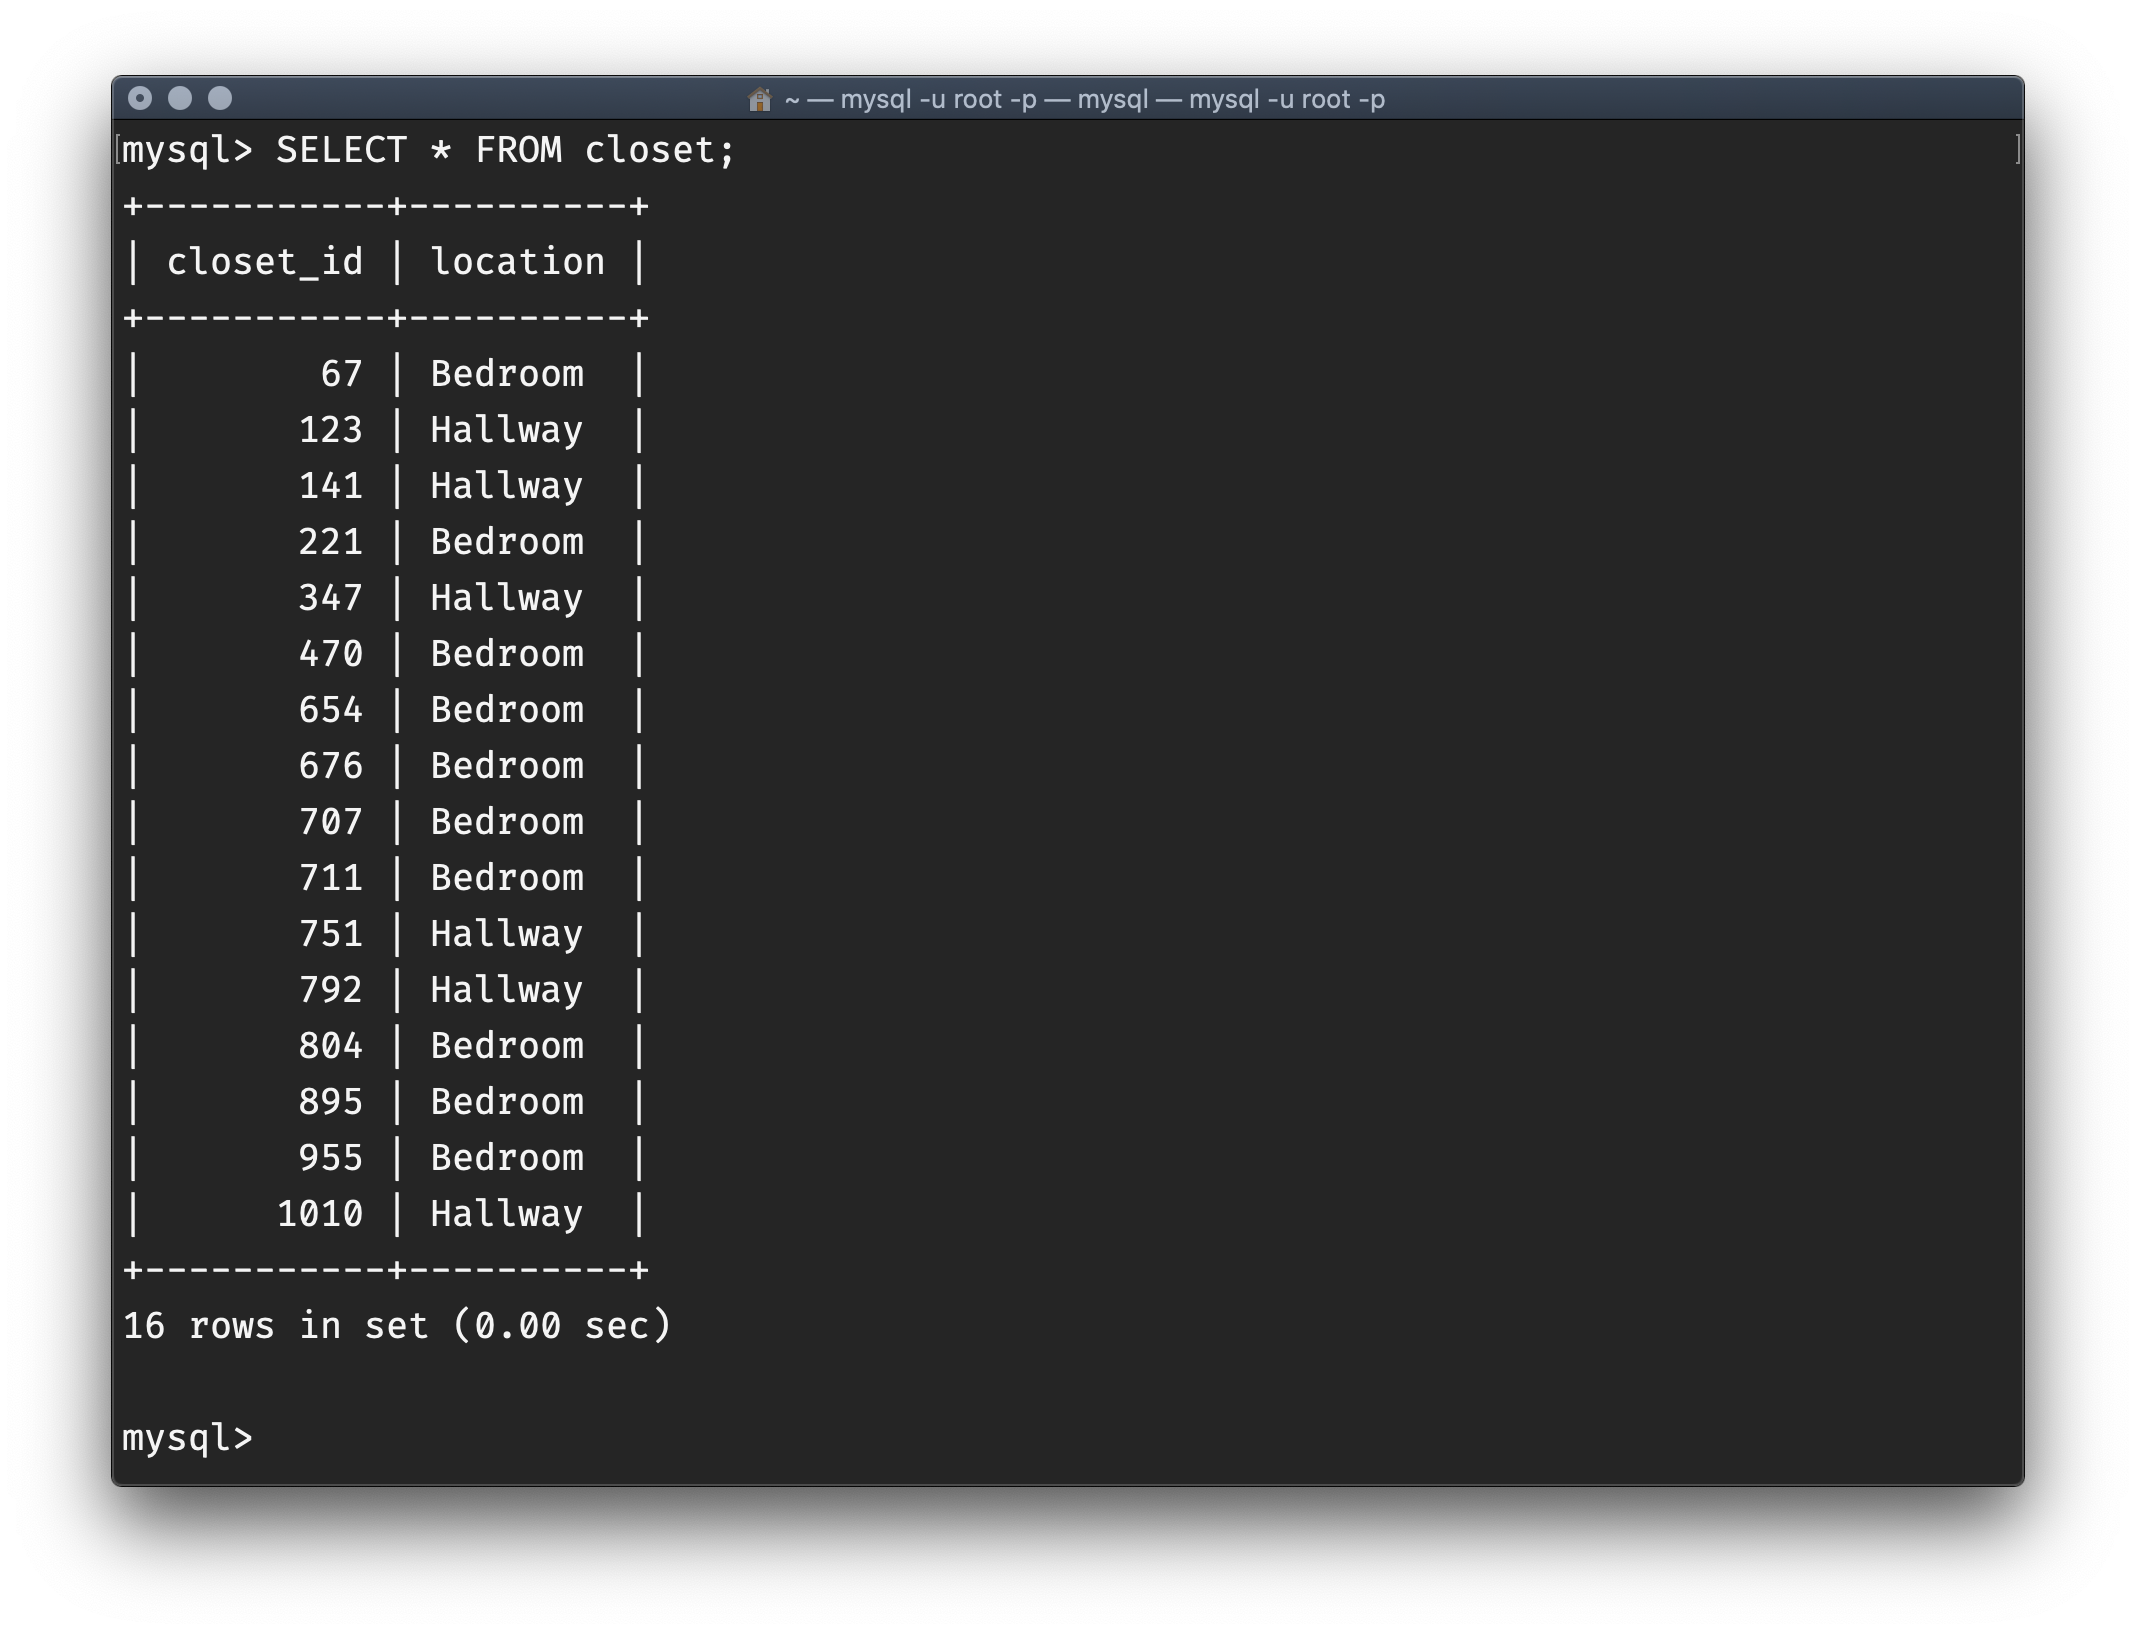 ~ — mysql -u root -p — mysql — mysql -u root -p
mysql> SELECT * FROM closet;
+-----------+----------+
| closet_id | location |
+-----------+----------+
|        67 | Bedroom  |
|       123 | Hallway  |
|       141 | Hallway  |
|       221 | Bedroom  |
|       347 | Hallway  |
|       470 | Bedroom  |
|       654 | Bedroom  |
|       676 | Bedroom  |
|       707 | Bedroom  |
|       711 | Bedroom  |
|       751 | Hallway  |
|       792 | Hallway  |
|       804 | Bedroom  |
|       895 | Bedroom  |
|       955 | Bedroom  |
|      1010 | Hallway  |
+-----------+----------+
16 rows in set (0.00 sec)
mysql>